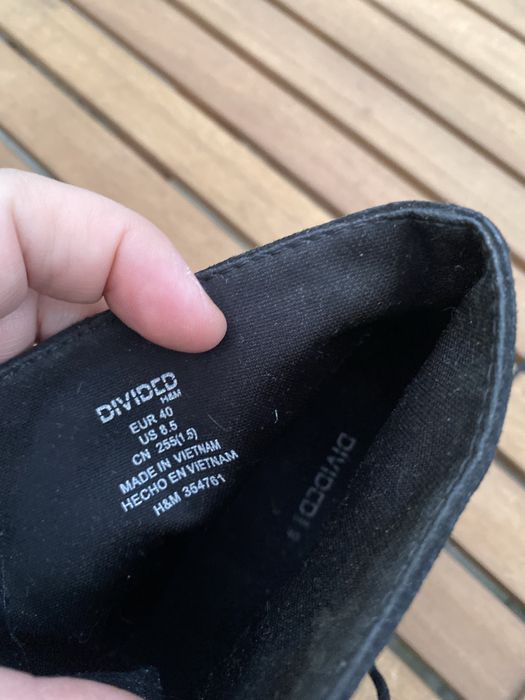 DIVIDED
H&M
EUR 40
US 8.5
CN 255(1.5)
MADE IN VIETNAM
HECHO EN VIETNAM
H&M 354761
DIVIDED